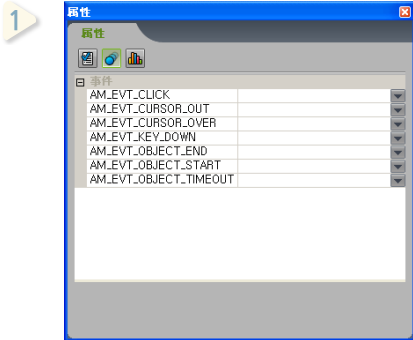 1
属性
属性
事件
AM_EVT_CLICK
AM_EVT_CURSOR_OUT
AM_EVT_CURSOR_OVER
AM_EVT_KEY_DOWN
AM_EVT_OBJECT_END
AM_EVT_OBJECT_START
AM_EVT_OBJECT_TIMEOUT